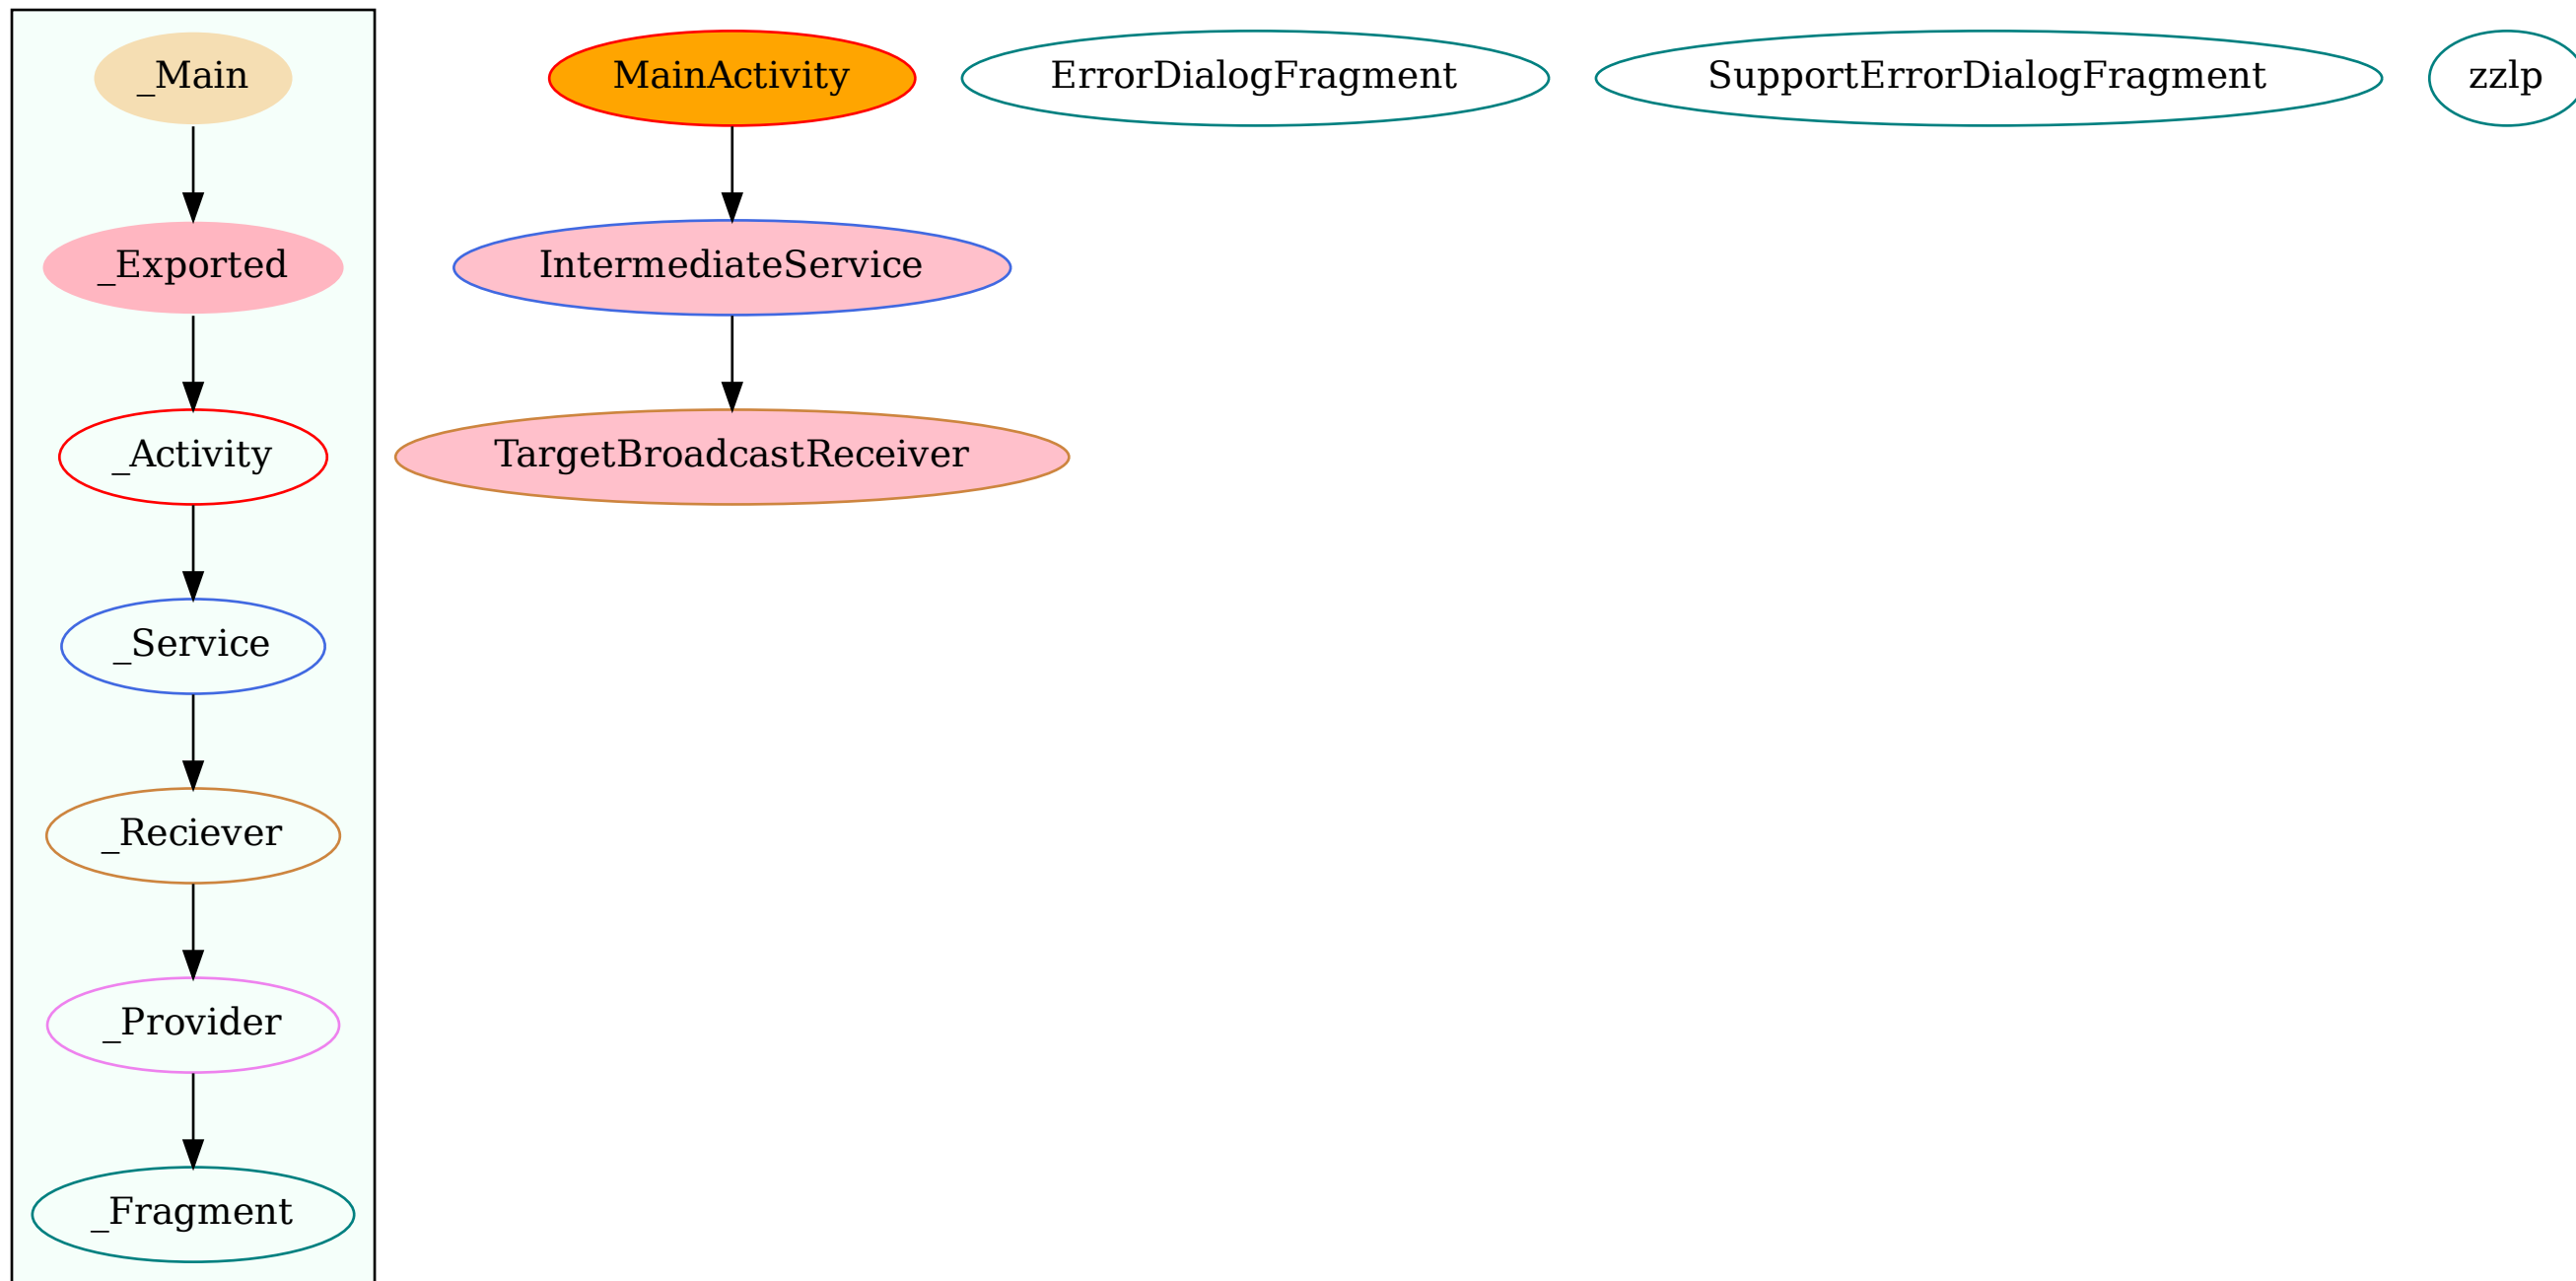 _Main
_Exported
_Activity
_Service
_Reciever
_Provider
_Fragment
MainActivity
IntermediateService
TargetBroadcastReceiver
ErrorDialogFragment
SupportErrorDialogFragment
zzlp